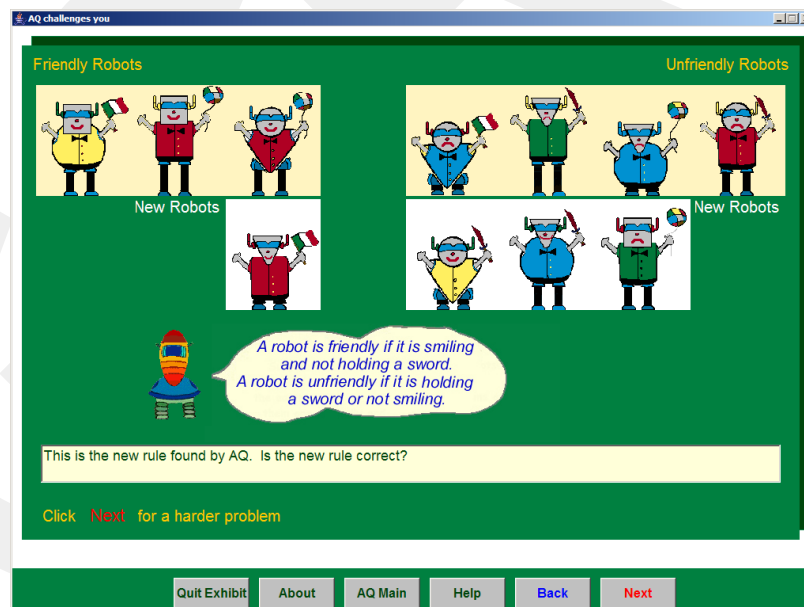 AQ challenges you
Friendly Robots
Unfriendly Robots
New Robots
New Robots
A robot is friendly if it is smiling
and not holding a sword.
A robot is unfriendly if it is holding
a sword or not smiling.
This is the new rule found by AQ. Is the new rule correct?
Click Next for a harder problem
Quit Exhibit About AQ Main Help Back Next